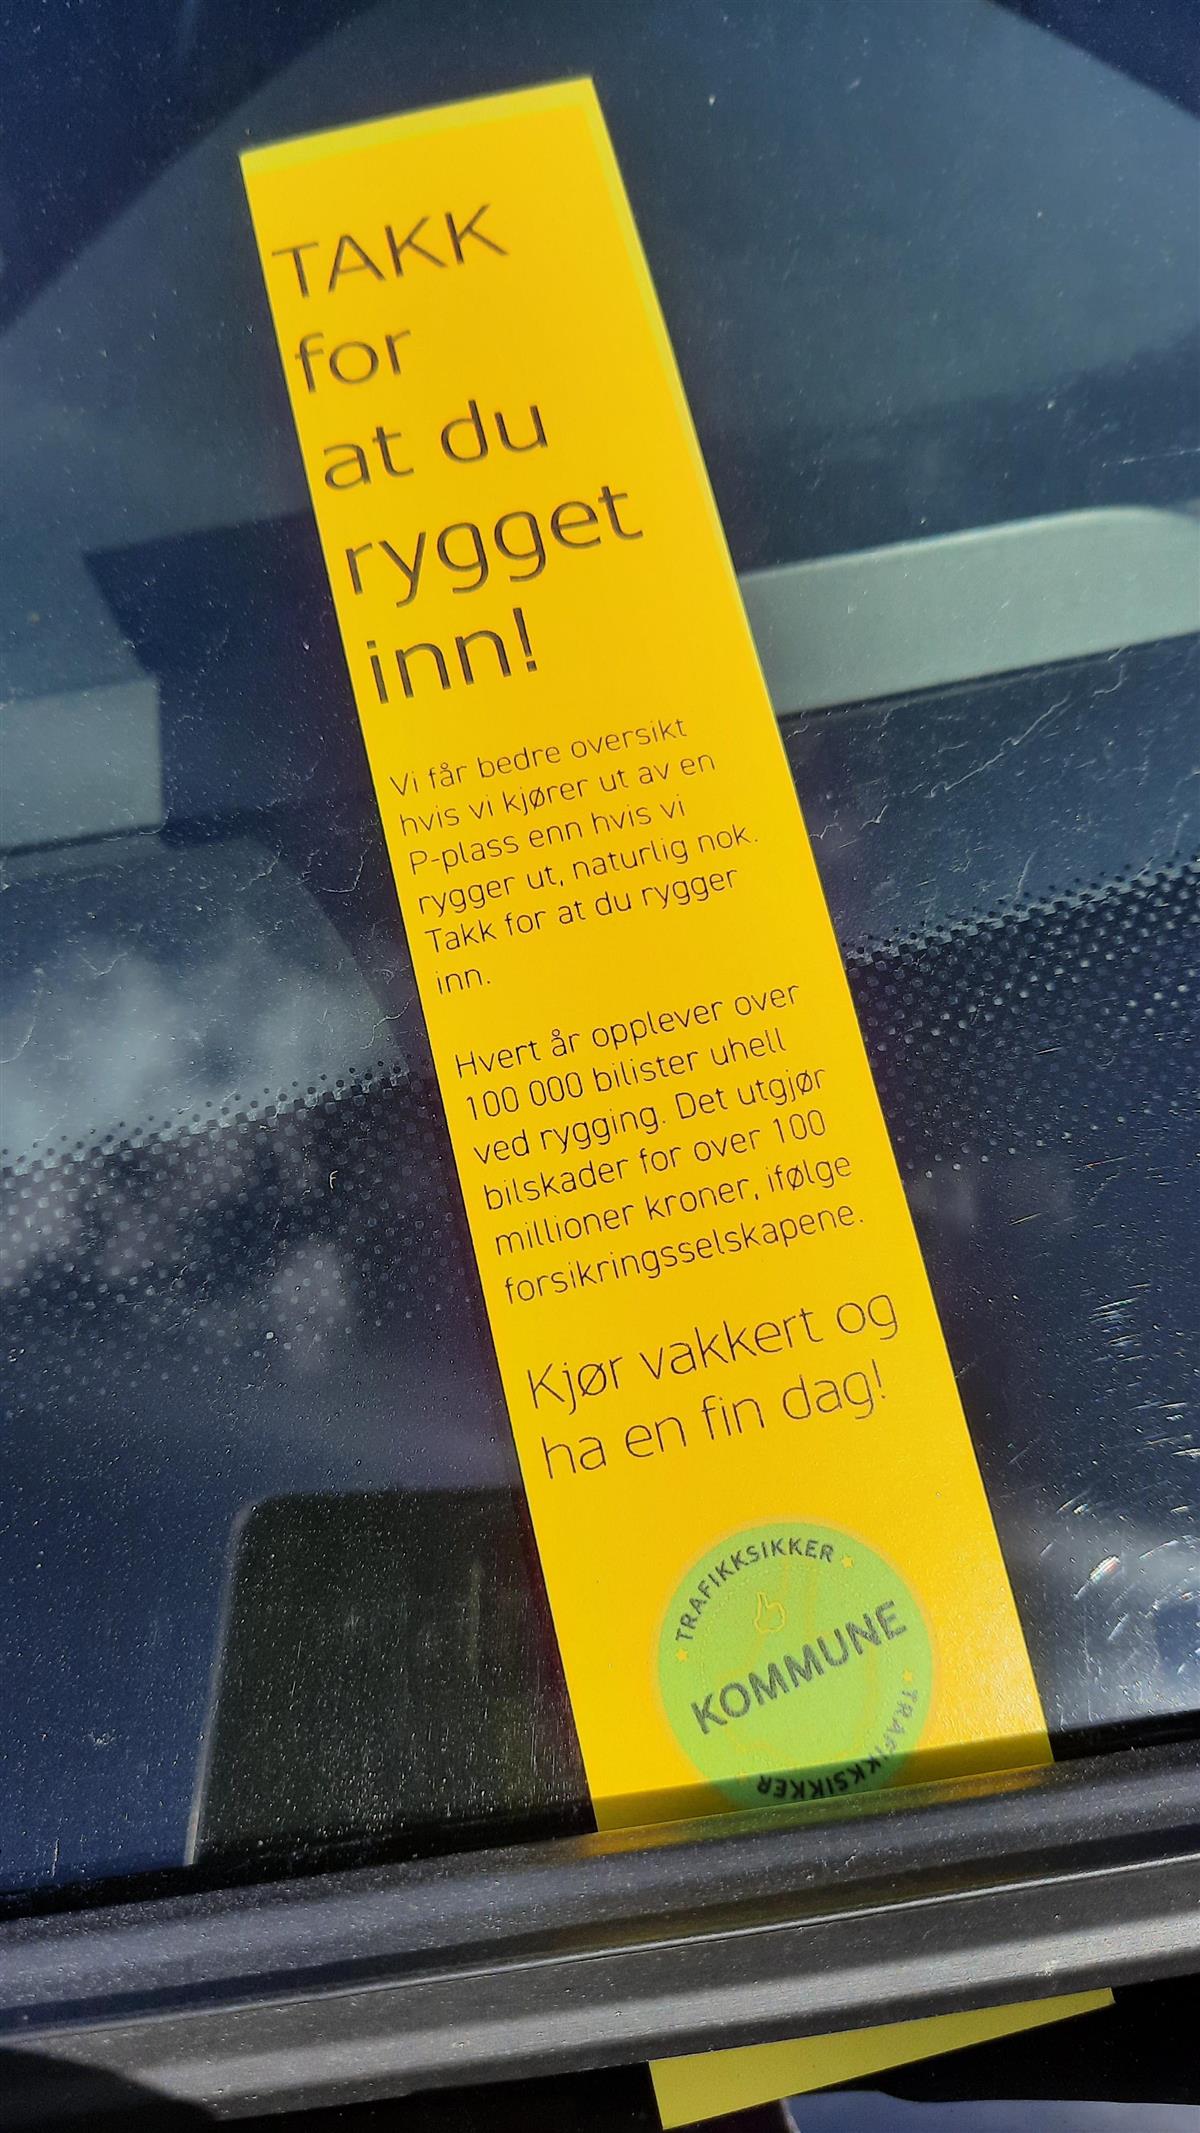 TAKK
for
at du
rygget
inn!
Vi får bedre oversikt
hvis vi kjører ut av en
P-plass enn hvis vi
rygger ut, naturlig nok.
Takk for at du rygger
inn.
Hvert år opplever over
100 000 bilister uhell
ved rygging. Det utgjør
bilskader for over 100
millioner kroner, ifølge
forsikringsselskapene.
Kjør vakkert og
ha en fin dag!
TRAFIKKSIKKER
KOMMUNE
TRAFIKKSIKKER